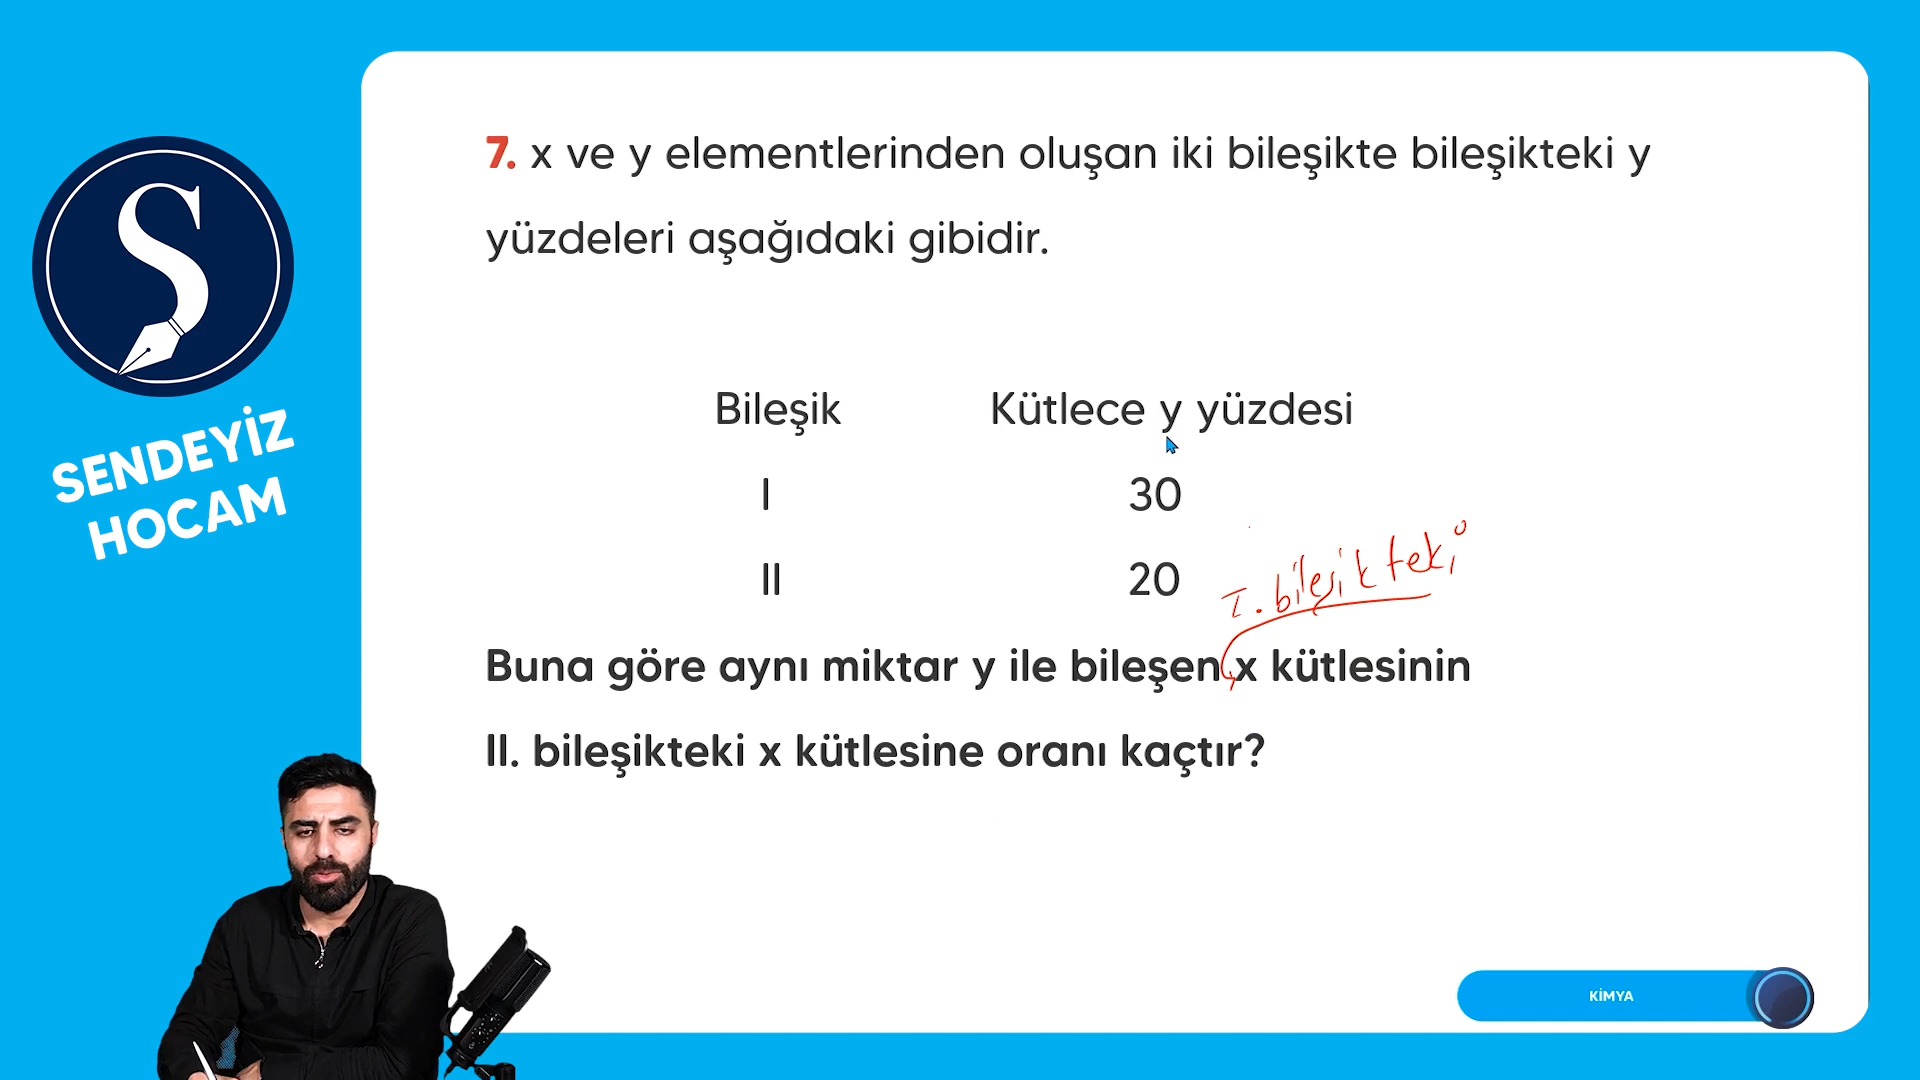 SENDEYİZ
HOCAM
7. x ve y elementlerinden oluşan iki bileşikte bileşikteki y
yüzdeleri aşağıdaki gibidir.
Bileşik Kütlece y yüzdesi
I 30
II 20
I. bileşikteki
Buna göre aynı miktar y ile bileşen x kütlesinin
II. bileşikteki x kütlesine oranı kaçtır?
KİMYA